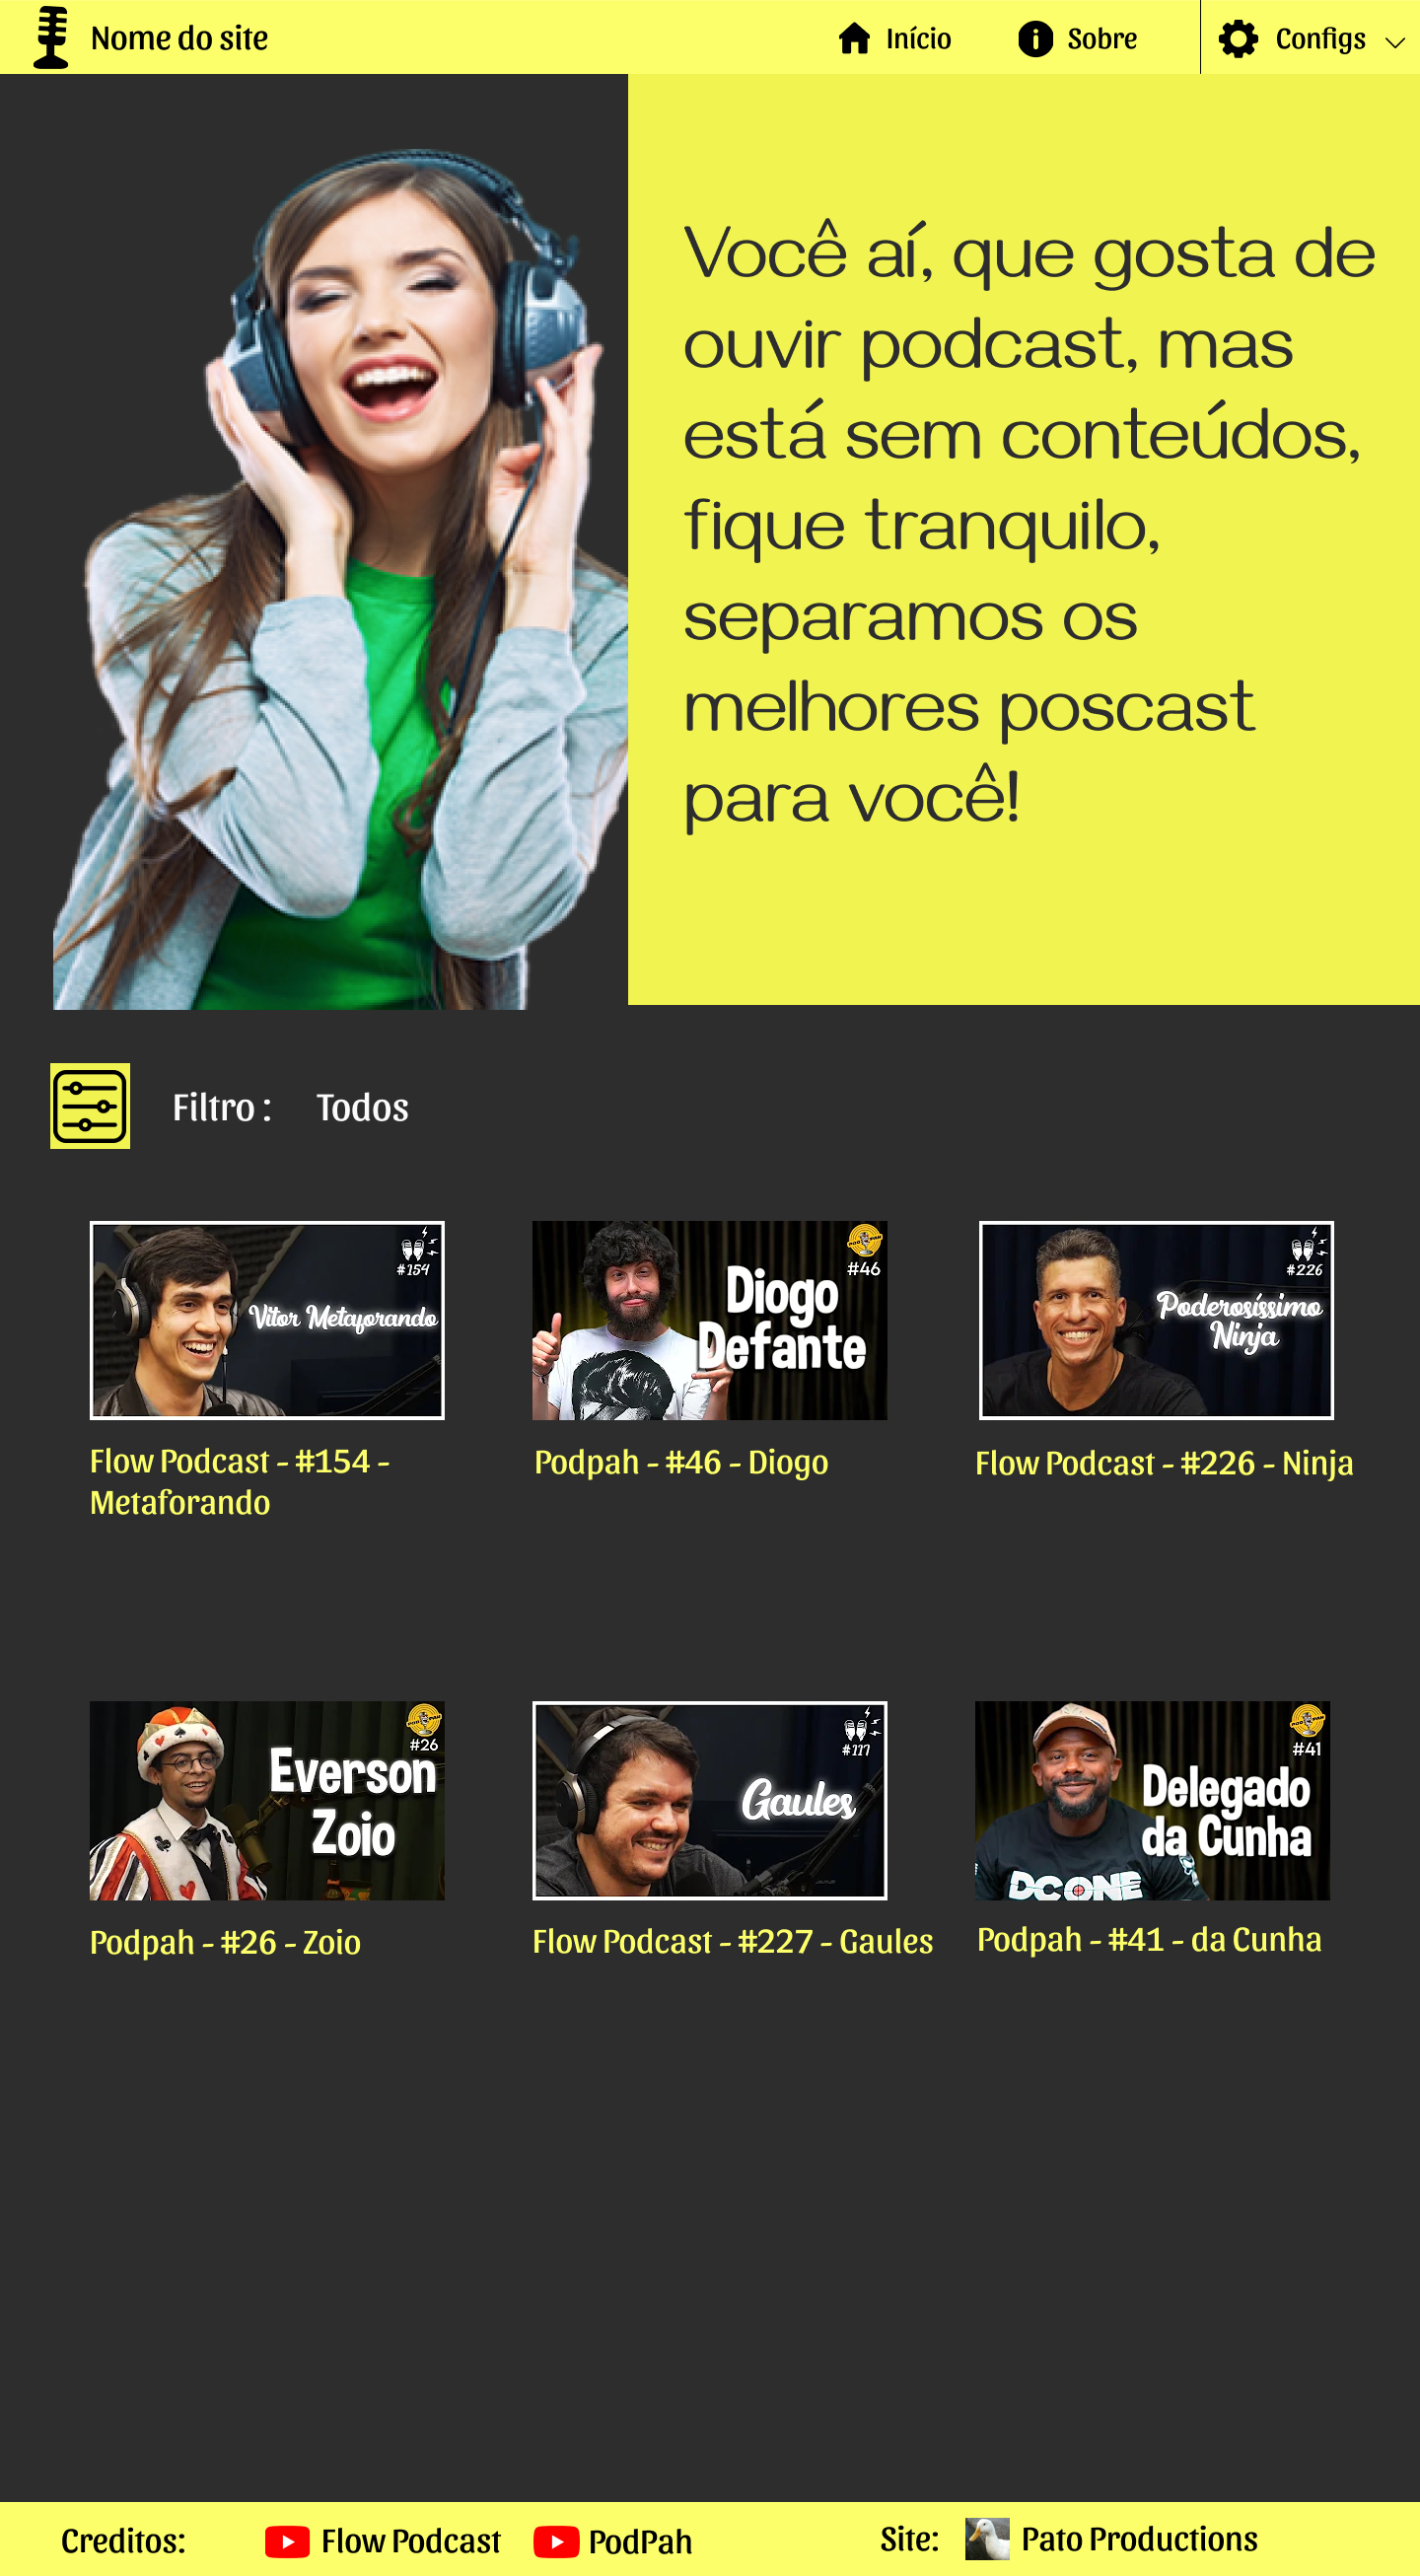 Nome do site
Início
Sobre
Configs
Você aí, que gosta de
ouvir podcast, mas
está sem conteúdos,
fique tranquilo,
separamos os
melhores poscast
para você!
Filtro :
Todos
#154
Vitor Metaforando
#46
Diogo
Defante
#226
Poderosíssimo
Ninja
Flow Podcast - #154 -
Metaforando
Podpah - #46 - Diogo
Flow Podcast - #226 - Ninja
#26
Everson
Zoio
Gaules
#41
Delegado
da Cunha
DC ONE
Podpah - #26 - Zoio
Flow Podcast - #227 - Gaules
Podpah - #41 - da Cunha
Creditos:
Flow Podcast
PodPah
Site:
Pato Productions